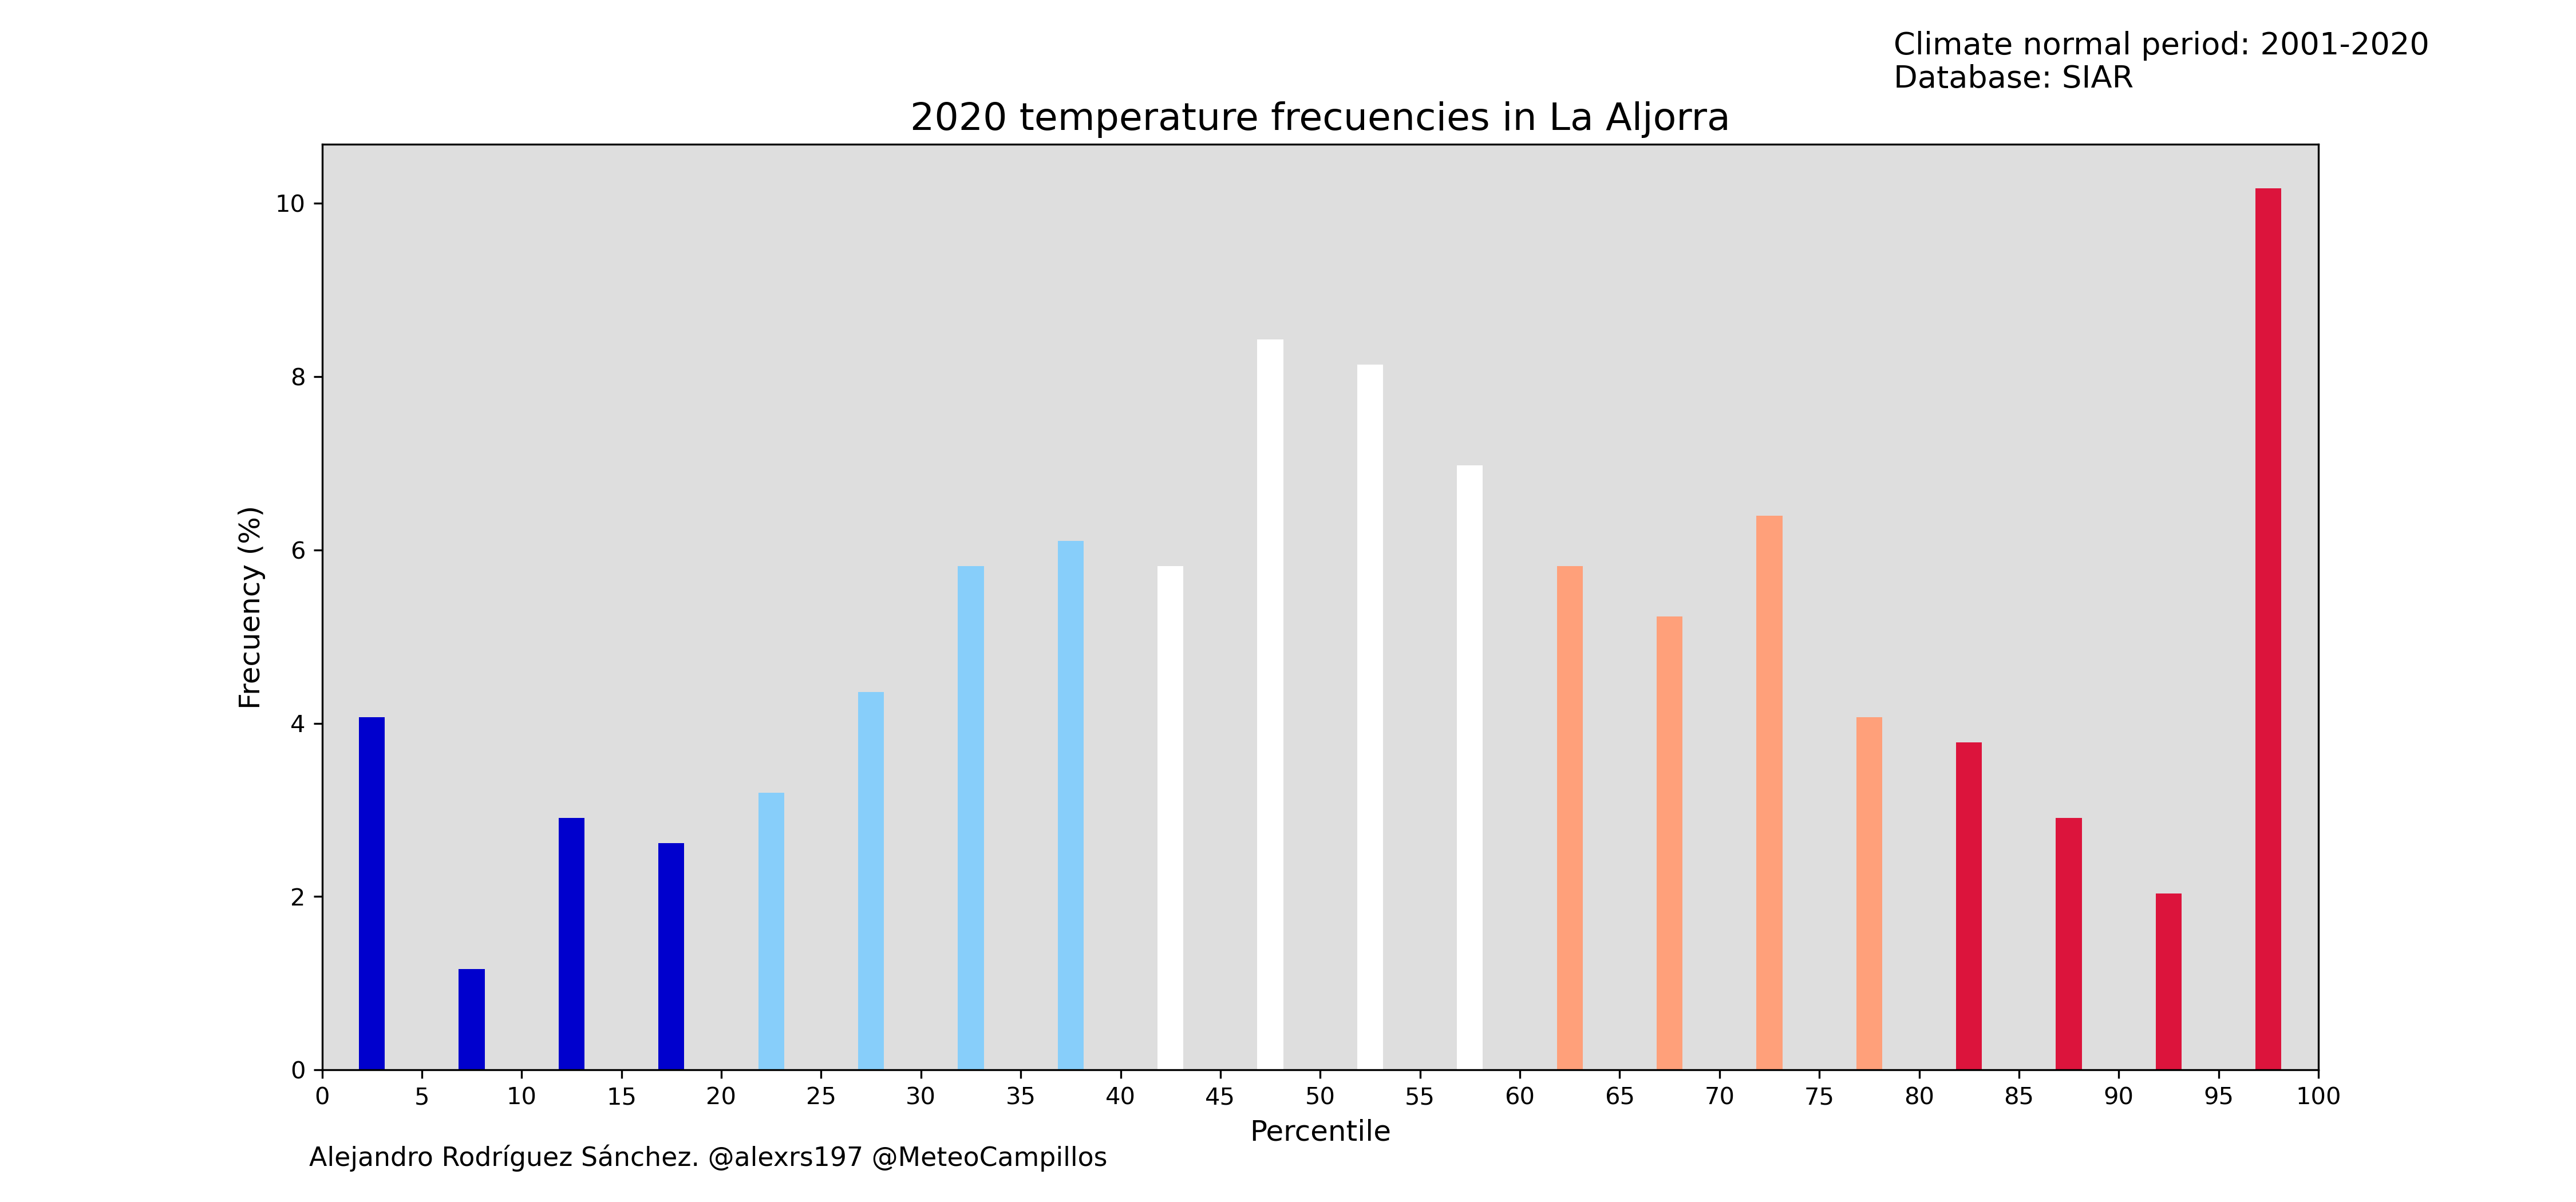 Climate normal period: 2001-2020
Database: SIAR
2020 temperature frecuencies in La Aljorra
10
8
6
4
2
0
Frecuency (%)
0 5 10 15 20 25 30 35 40 45 50 55 60 65 70 75 80 85 90 95 100
Percentile
Alejandro Rodríguez Sánchez. @alexrs197 @MeteoCampillos